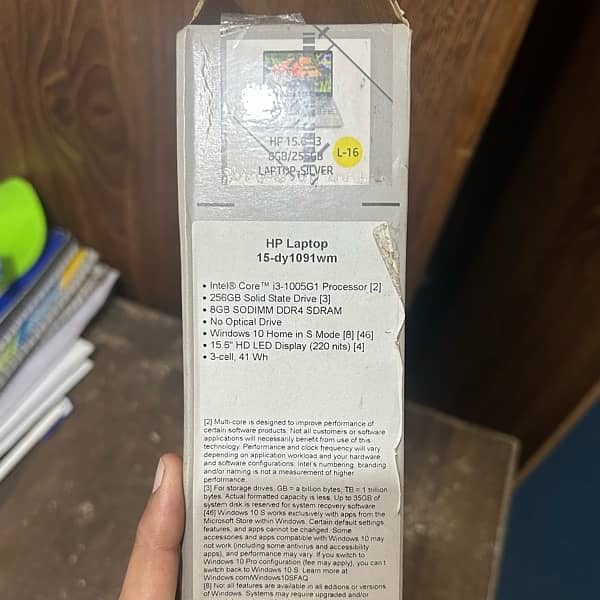 HP 15.6 i3
8GB/256GB
LAPTOP-SILVER
L-16
HP Laptop
15-dy1091wm
• Intel® Core™ i3-1005G1 Processor [2]
• 256GB Solid State Drive [3]
• 8GB SODIMM DDR4 SDRAM
• No Optical Drive
• Windows 10 Home in S Mode [8] [46]
• 15.6" HD LED Display (220 nits) [4]
• 3-cell, 41 Wh
[2] Multi-core is designed to improve performance of
certain software products. Not all customers or software
applications will necessarily benefit from use of this
technology. Performance and clock frequency will vary
depending on application workload and your hardware
and software configurations. Intel's numbering, branding
and/or naming is not a measurement of higher
performance.
[3] For storage drives, GB = a billion bytes, TB = 1 trillion
bytes. Actual formatted capacity is less. Up to 35GB of
system disk is reserved for system recovery software
[46] Windows 10 S works exclusively with apps from the
Microsoft Store within Windows. Certain default settings,
features, and apps cannot be changed. Some
accessories and apps compatible with Windows 10 may
not work (including some antivirus and accessibility
apps), and performance may vary. If you switch to
Windows 10 Pro configuration (fee may apply), you can't
switch back to Windows 10 S. Learn more at
Windows.com/Windows10SFAQ
[8] Not all features are available in all editions or versions
of Windows. Systems may require upgraded and/or